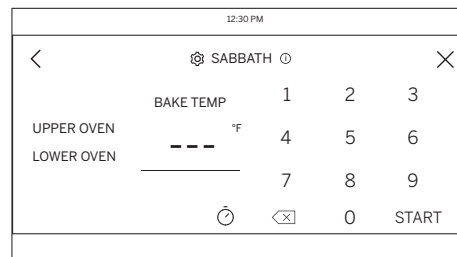 12:30 PM
SABBATH
BAKE TEMP
UPPER OVEN
LOWER OVEN
--- °F
1 2 3
4 5 6
7 8 9
0 START